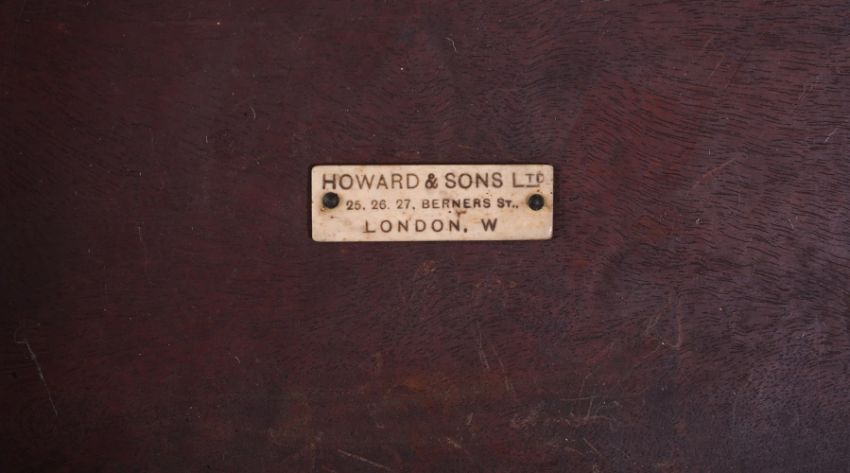 HOWARD & SONS LTD
25. 26. 27. BERNERS ST.,
LONDON. W